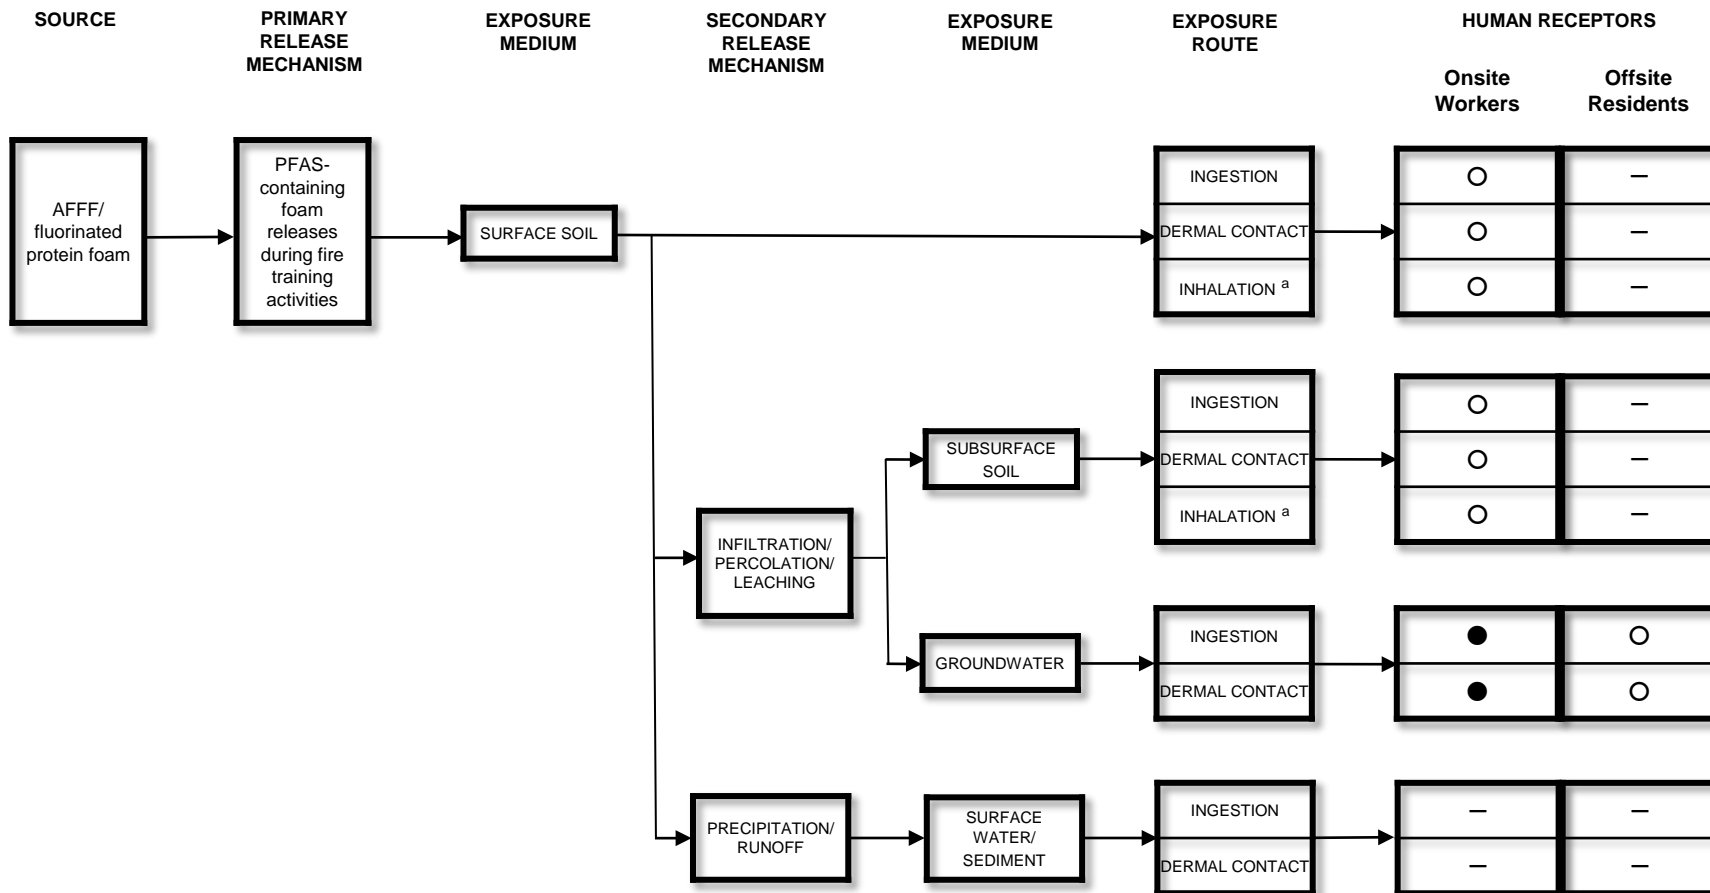 SOURCE
PRIMARY
RELEASE
MECHANISM
EXPOSURE
MEDIUM
SECONDARY
RELEASE
MECHANISM
EXPOSURE
MEDIUM
EXPOSURE
ROUTE
HUMAN RECEPTORS
Onsite
Workers
Offsite
Residents
AFFF/
fluorinated
protein foam
PFAS-
containing
foam
releases
during fire
training
activities
SURFACE SOIL
INGESTION
DERMAL CONTACT
INHALATION a
–
–
–
SUBSURFACE
SOIL
INGESTION
DERMAL CONTACT
INHALATION a
–
–
–
INFILTRATION/
PERCOLATION/
LEACHING
GROUNDWATER
INGESTION
DERMAL CONTACT
PRECIPITATION/
RUNOFF
SURFACE
WATER/
SEDIMENT
INGESTION
– –
DERMAL CONTACT
– –